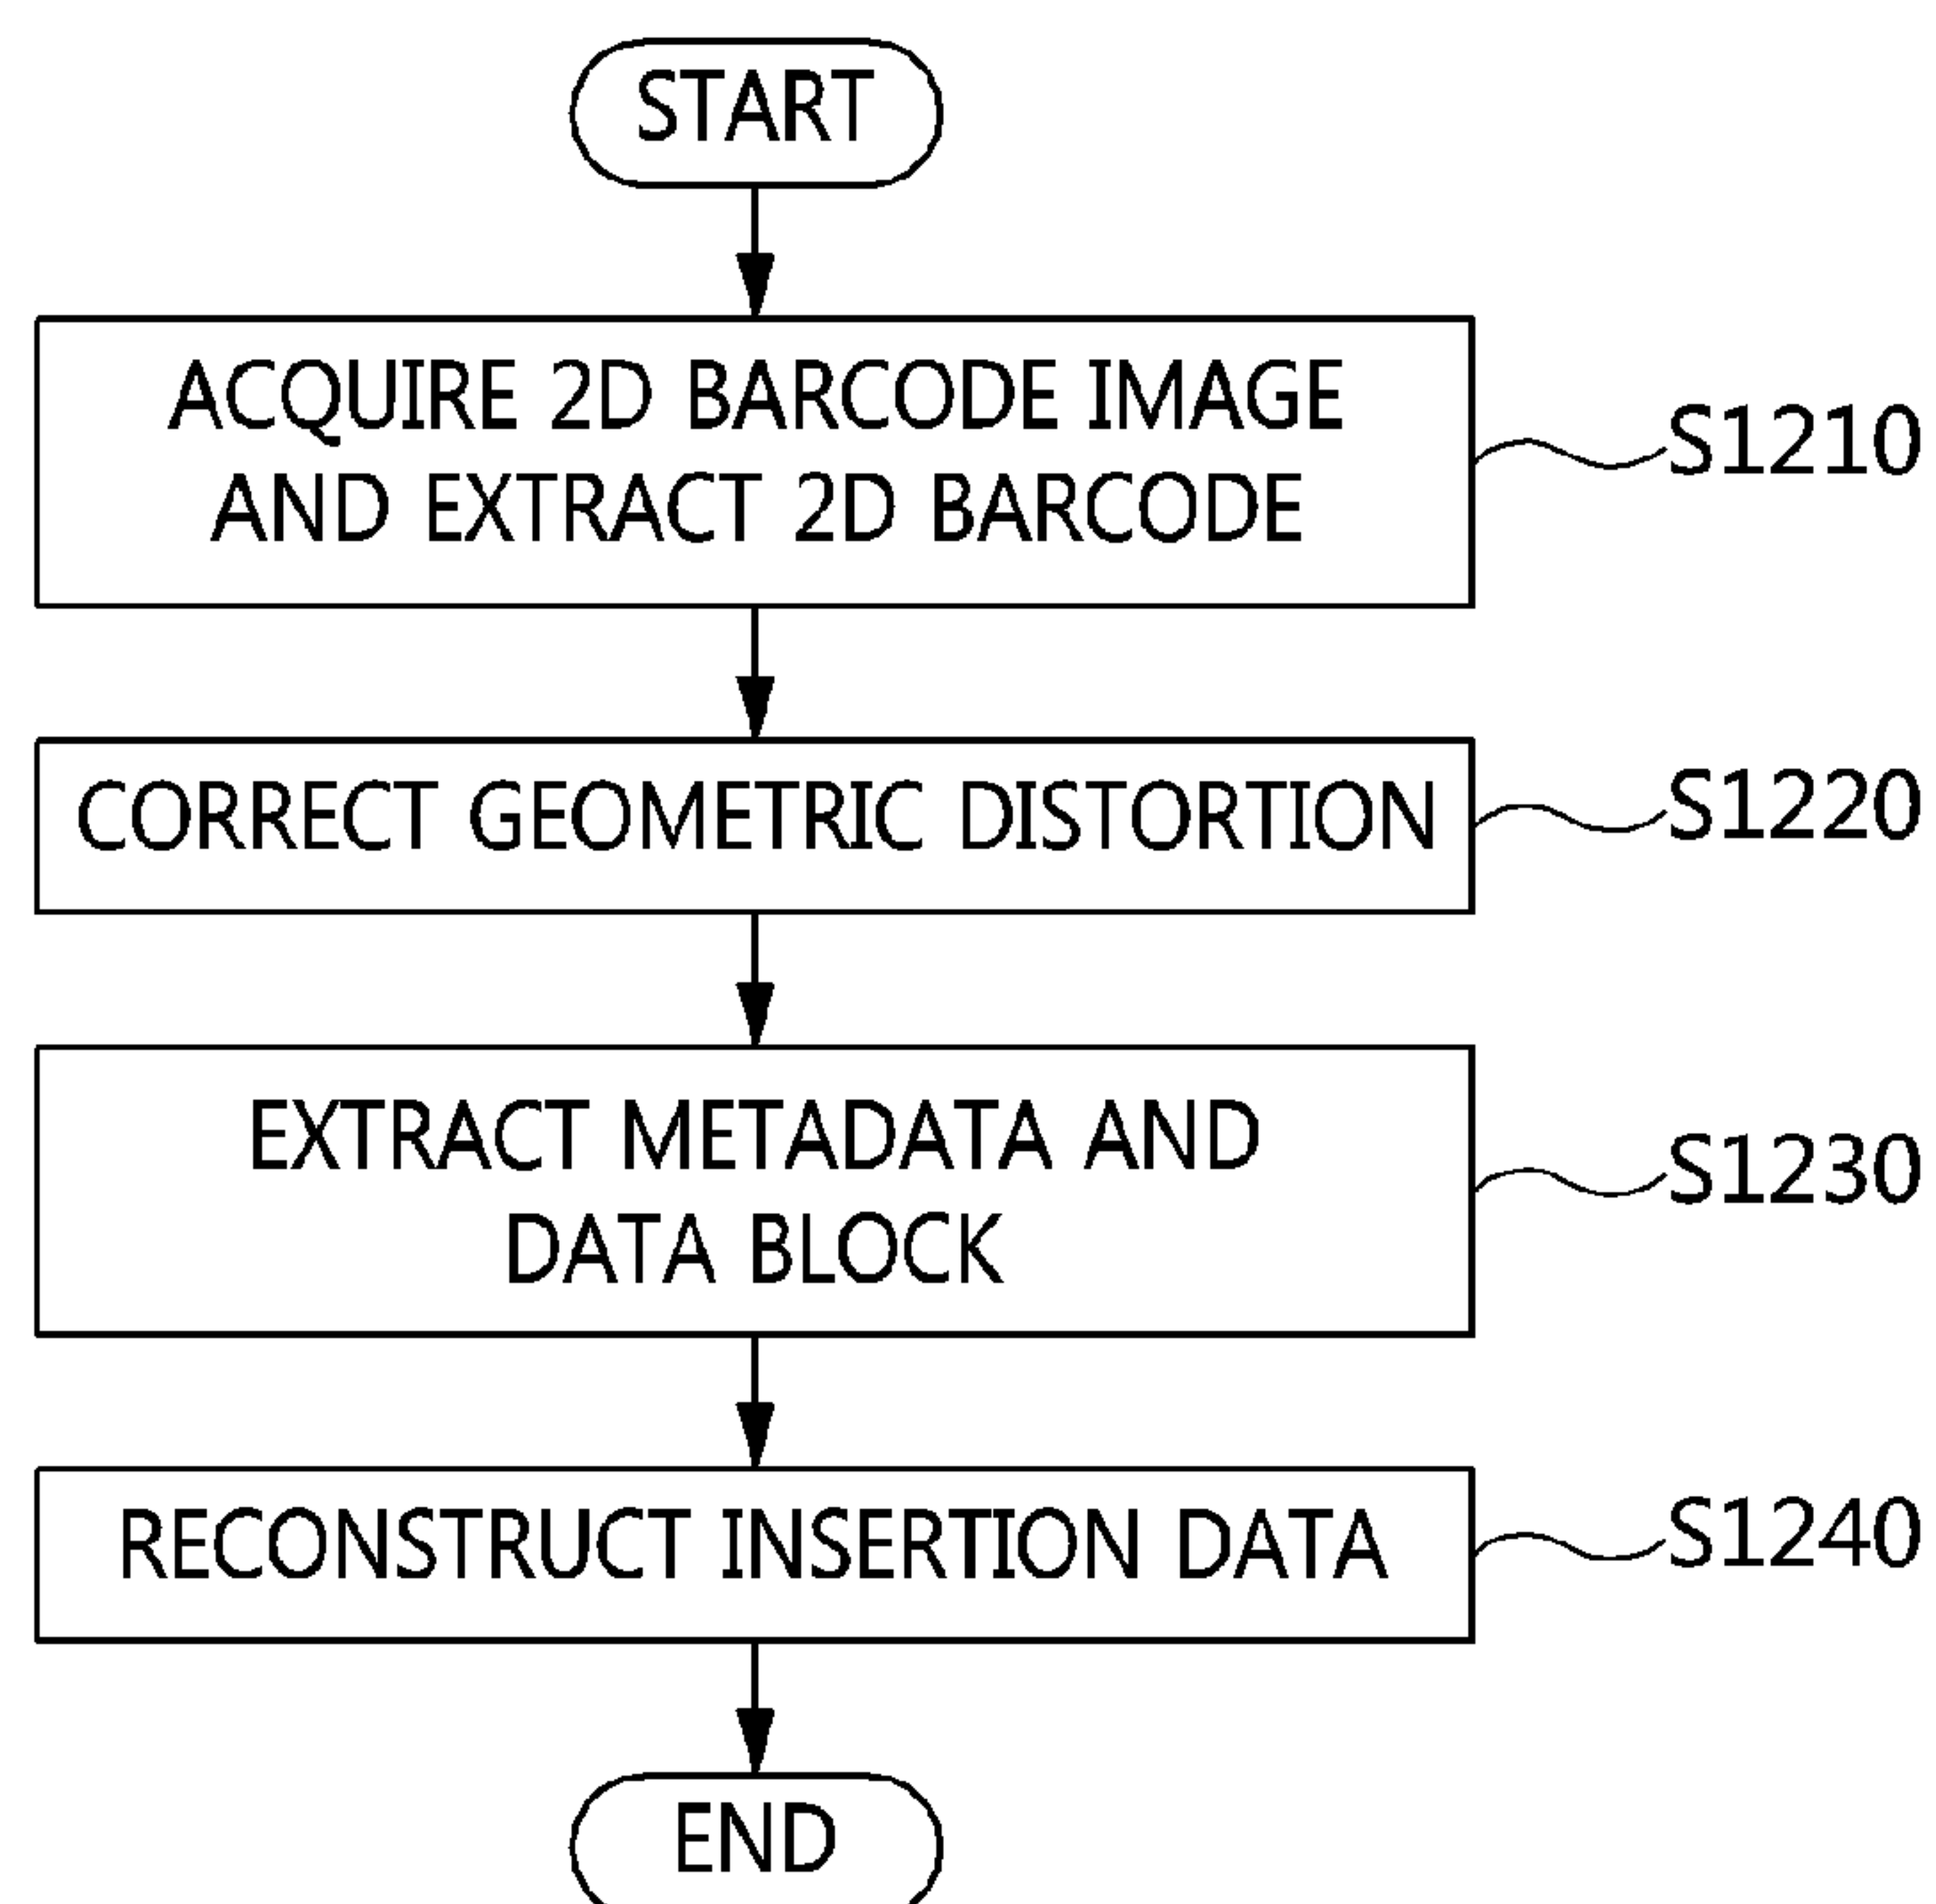 START
ACQUIRE 2D BARCODE IMAGE
AND EXTRACT 2D BARCODE
S1210
CORRECT GEOMETRIC DISTORTION
S1220
EXTRACT METADATA AND
DATA BLOCK
S1230
RECONSTRUCT INSERTION DATA
S1240
END